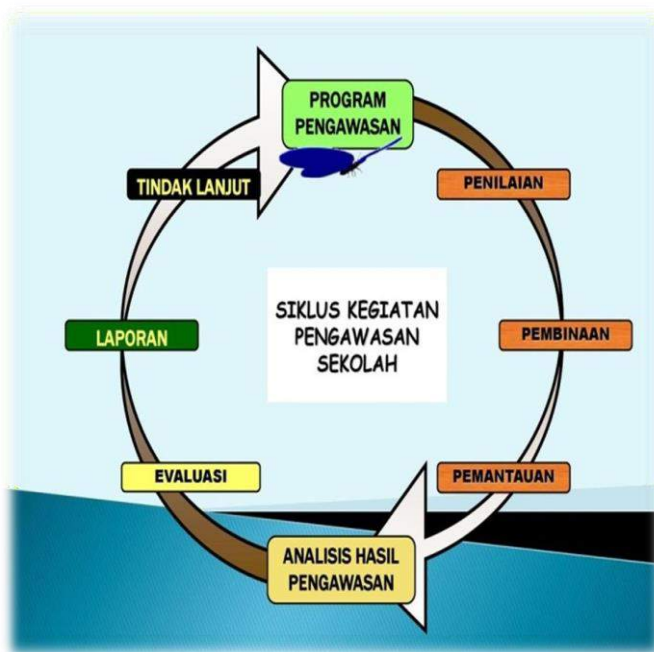 PROGRAM
PENGAWASAN
PENILAIAN
PEMBINAAN
PEMANTAUAN
ANALISIS HASIL
PENGAWASAN
EVALUASI
LAPORAN
TINDAK LANJUT
SIKLUS KEGIATAN
PENGAWASAN
SEKOLAH